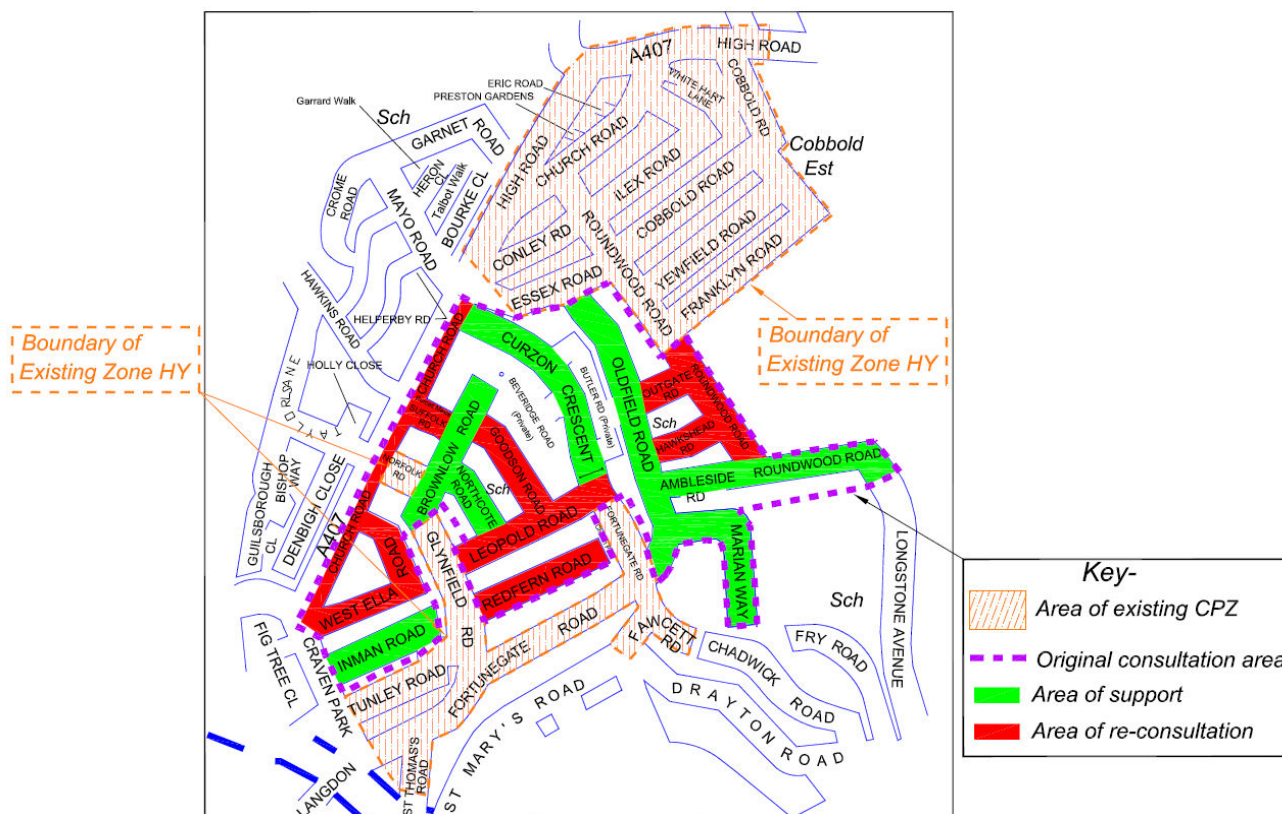 A407
HIGH ROAD
ERIC ROAD
PRESTON GARDENS
WHITE HART
LANE
COBBOLD RD
Garrard Walk
Sch
GARNET ROAD
HIGH ROAD
CHURCH ROAD
Cobbold
Est
HERON CL
Talbot Walk
BOURKE CL
ILEX ROAD
CROME
ROAD
MAYO ROAD
COBBOLD ROAD
CONLEY RD
ROUNDWOOD ROAD
YEWFIELD ROAD
ESSEX ROAD
FRANKLYN ROAD
HAWKINS ROAD
HELPERBY RD
Boundary of
Existing Zone HY
Boundary of
Existing Zone HY
HOLLY CLOSE
CHURCH ROAD
CURZON
CRESCENT
BUTLER RD (Private)
OLDFIELD ROAD
OUTGATE
RD
ROUNDWOOD ROAD
BEVERIDGE ROAD
(Private)
SUFFOLK
RD
BROWNLOW ROAD
GOODSON ROAD
Sch
HAWKSHEAD
RD
NORFOLK
RD
NORTHCOTE
ROAD
Sch
AMBLESIDE
RD
ROUNDWOOD ROAD
GUILSBOROUGH
CL
BISHOP
WAY
DENBIGH CLOSE
A407
CHURCH ROAD
LEOPOLD ROAD
FORTUNEGATE RD
GLYNFIELD
RD
REDFERN ROAD
MARIAN WAY
LONGSTONE AVENUE
WEST ELLA
ROAD
INMAN ROAD
FIG TREE CL
CRAVEN PARK
TUNLEY ROAD
FORTUNEGATE ROAD
FAWCETT
RD
CHADWICK
ROAD
FRY ROAD
Sch
DRAYTON ROAD
ST MARY'S ROAD
ST THOMAS'S
ROAD
LANGDON
Key-
Area of existing CPZ
Original consultation area
Area of support
Area of re-consultation